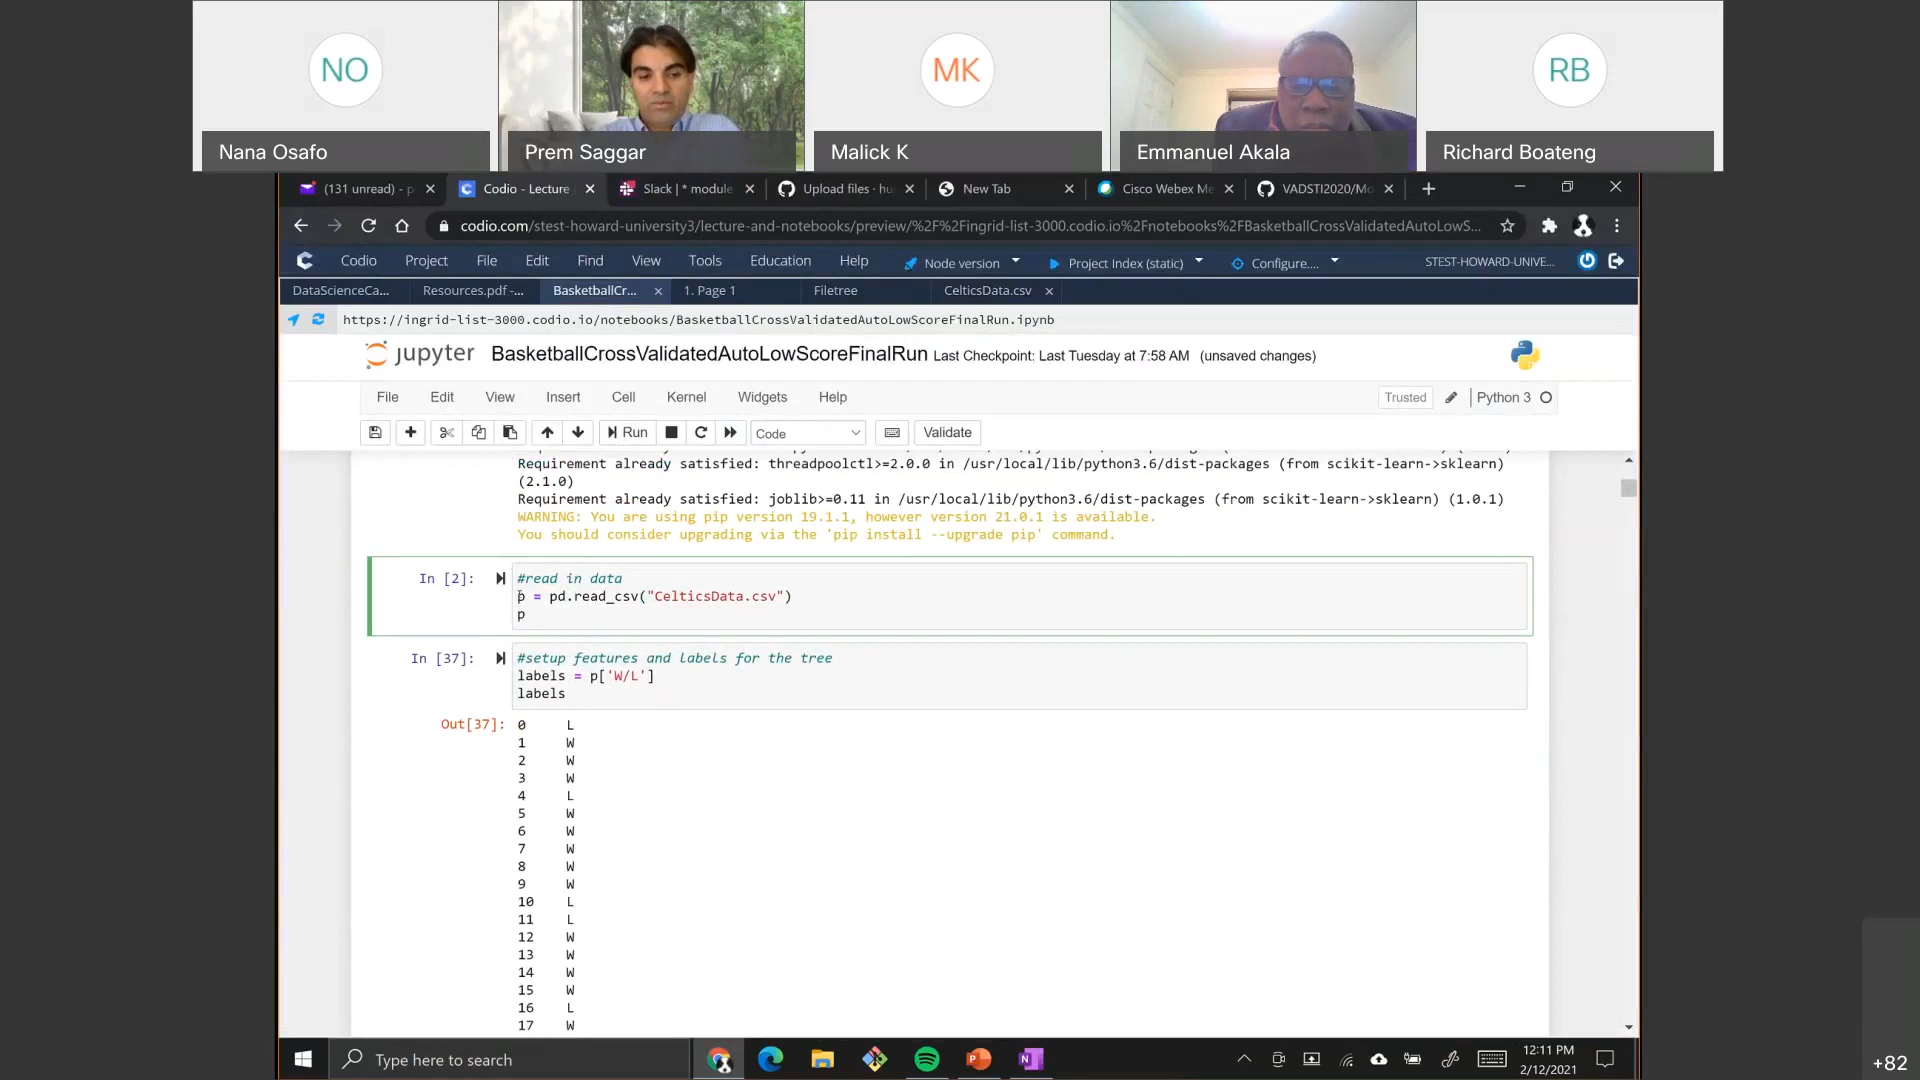 NO
MK
RB
Nana Osafo
Prem Saggar
Malick K
Emmanuel Akala
Richard Boateng
(131 unread) - p
Codio - Lecture
Slack | * module
Upload files · hu
New Tab
Cisco Webex Me
VADSTI2020/Mo
codio.com/stest-howard-university3/lecture-and-notebooks/preview/%2F%2Fingrid-list-3000.codio.io%2Fnotebooks%2FBasketballCrossValidatedAutoLowS...
Codio Project File Edit Find View Tools Education Help Node version Project Index (static) Configure.... STEST-HOWARD-UNIVE...
DataScienceCa... Resources.pdf -... BasketballCr... 1. Page 1 Filetree CelticsData.csv
https://ingrid-list-3000.codio.io/notebooks/BasketballCrossValidatedAutoLowScoreFinalRun.ipynb
jupyter BasketballCrossValidatedAutoLowScoreFinalRun Last Checkpoint: Last Tuesday at 7:58 AM (unsaved changes)
File Edit View Insert Cell Kernel Widgets Help Trusted Python 3
Run Code Validate
Requirement already satisfied: threadpoolctl>=2.0.0 in /usr/local/lib/python3.6/dist-packages (from scikit-learn->sklearn)
(2.1.0)
Requirement already satisfied: joblib>=0.11 in /usr/local/lib/python3.6/dist-packages (from scikit-learn->sklearn) (1.0.1)
WARNING: You are using pip version 19.1.1, however version 21.0.1 is available.
You should consider upgrading via the 'pip install --upgrade pip' command.
In [2]: #read in data
p = pd.read_csv("CelticsData.csv")
p
In [37]: #setup features and labels for the tree
labels = p['W/L']
labels
Out[37]: 0 L
1 W
2 W
3 W
4 L
5 W
6 W
7 W
8 W
9 W
10 L
11 L
12 W
13 W
14 W
15 W
16 L
17 W
Type here to search
12:11 PM
2/12/2021
+82